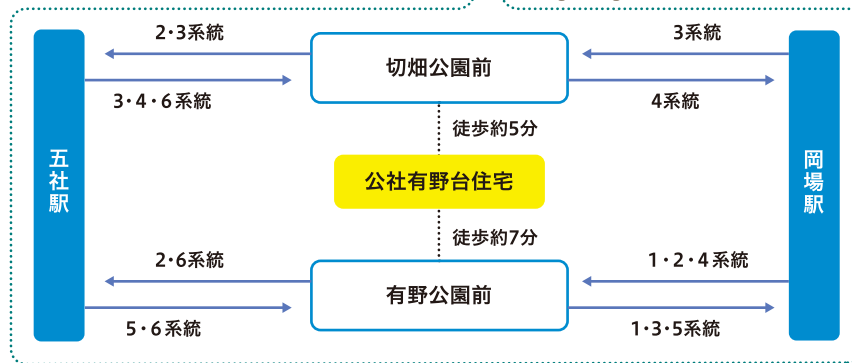 2・3系統
3系統
切畑公園前
3・4・6系統
4系統
徒歩約5分
五社駅
公社有野台住宅
岡場駅
徒歩約7分
2・6系統
1・2・4系統
有野公園前
5・6系統
1・3・5系統